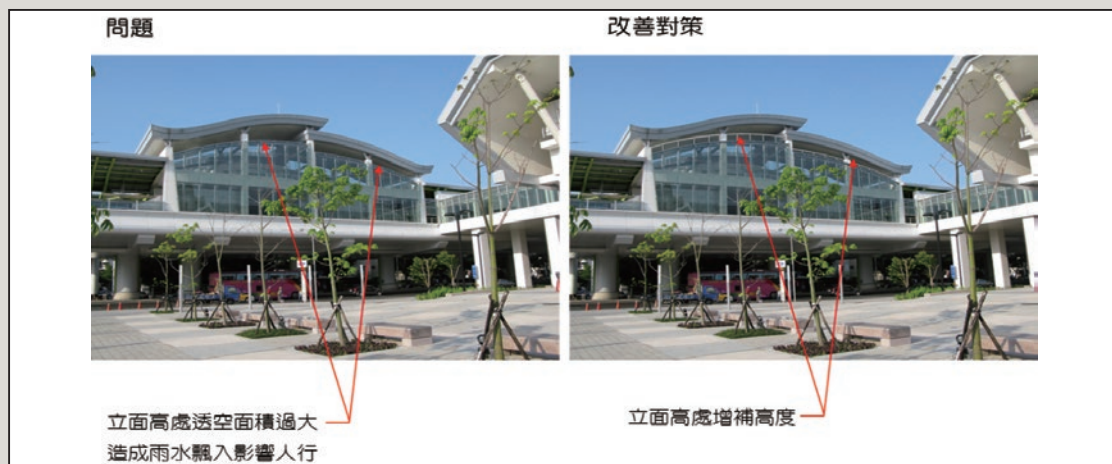 問題
改善對策
立面高處透空面積過大
造成雨水飄入影響人行
立面高處增補高度